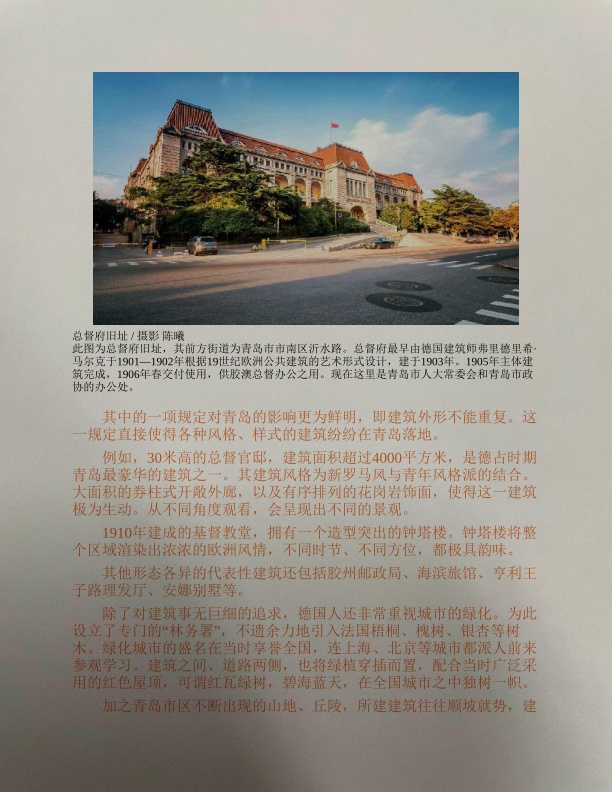 总督府旧址 / 摄影 陈曦
此图为总督府旧址，其前方街道为青岛市市南区沂水路。总督府最早由德国建筑师弗里德里希·
马尔克于1901—1902年根据19世纪欧洲公共建筑的艺术形式设计，建于1903年。1905年主体建
筑完成，1906年春交付使用，供胶澳总督办公之用。现在这里是青岛市人大常委会和青岛市政
协的办公处。
其中的一项规定对青岛的影响更为鲜明，即建筑外形不能重复。这
一规定直接使得各种风格、样式的建筑纷纷在青岛落地。
例如，30米高的总督官邸，建筑面积超过4000平方米，是德占时期
青岛最豪华的建筑之一。其建筑风格为新罗马风与青年风格派的结合。
大面积的券柱式开敞外廊，以及有序排列的花岗岩饰面，使得这一建筑
极为生动。从不同角度观看，会呈现出不同的景观。
1910年建成的基督教堂，拥有一个造型突出的钟塔楼。钟塔楼将整
个区域渲染出浓浓的欧洲风情，不同时节、不同方位，都极具韵味。
其他形态各异的代表性建筑还包括胶州邮政局、海滨旅馆、亨利王
子路理发厅、安娜别墅等。
除了对建筑事无巨细的追求，德国人还非常重视城市的绿化。为此
设立了专门的“林务署”，不遗余力地引入法国梧桐、槐树、银杏等树
木。绿化城市的盛名在当时享誉全国，连上海、北京等城市都派人前来
参观学习。建筑之间、道路两侧，也将绿植穿插而置，配合当时广泛采
用的红色屋顶，可谓红瓦绿树，碧海蓝天，在全国城市之中独树一帜。
加之青岛市区不断出现的山地、丘陵，所建建筑往往顺坡就势，建